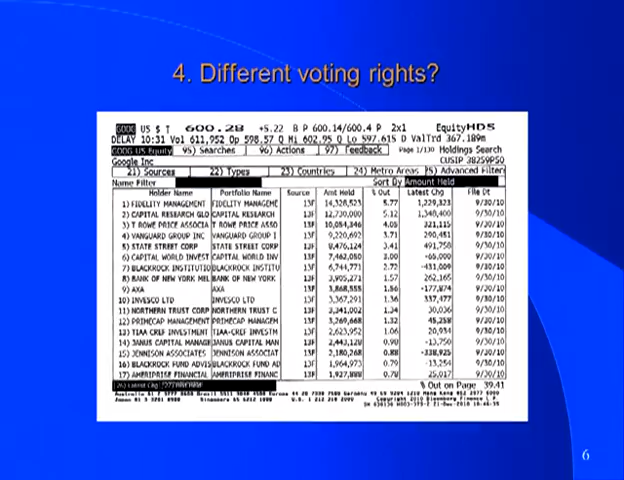 4. Different voting rights?
GOOG US $ T 600.28 +5.22 B P 600.14/600.4 P 2x1 EquityHDS
DELAY 10:31 Vol 611,952 Op 598.57 Q Hi 602.95 Q Lo 597.615 D ValTrd 367.189m
GOOG US Equity 95) Searches 96) Actions 97) Feedback Page 1/130 Holdings Search
Google Inc CUSIP 38259P50
21) Sources 22) Types 23) Countries 24) Metro Areas 25) Advanced Filter
Name Filter Sort By Amount Held
Holder Name Portfolio Name Source Amt Held % Out Latest Chg File Dt
1) FIDELITY MANAGEMENT FIDELITY MANAGEME 13F 14,328,523 5.77 1,229,323 9/30/10
2) CAPITAL RESEARCH GLO CAPITAL RESEARCH 13F 12,730,000 5.12 1,348,400 9/30/10
3) T ROWE PRICE ASSOCIA T ROWE PRICE ASSO 13F 10,054,346 4.05 321,115 9/30/10
4) VANGUARD GROUP INC VANGUARD GROUP I 13F 9,220,692 3.71 290,451 9/30/10
5) STATE STREET CORP STATE STREET CORP 13F 8,476,124 3.41 491,758 9/30/10
6) CAPITAL WORLD INVEST CAPITAL WORLD INV 13F 7,462,050 3.00 -65,000 9/30/10
7) BLACKROCK INSTITUTIO BLACKROCK INSTITU 13F 6,744,771 2.72 -431,009 9/30/10
8) BANK OF NEW YORK MEL BANK OF NEW YORK 13F 3,905,271 1.57 262,165 9/30/10
9) AXA AXA 13F 3,868,555 1.56 -177,874 9/30/10
10) INVESCO LTD INVESCO LTD 13F 3,367,291 1.36 337,477 9/30/10
11) NORTHERN TRUST CORP NORTHERN TRUST C 13F 3,341,002 1.34 30,036 9/30/10
12) PRIMECAP MANAGEMENT PRIMECAP MANAGEM 13F 3,269,668 1.32 45,258 9/30/10
13) TIAA CREF INVESTMENT TIAA-CREF INVESTM 13F 2,623,952 1.06 20,934 9/30/10
14) JANUS CAPITAL MANAGE JANUS CAPITAL MAN 13F 2,443,120 0.98 -13,750 9/30/10
15) JENNISON ASSOCIATES JENNISON ASSOCIAT 13F 2,180,268 0.88 -338,925 9/30/10
16) BLACKROCK FUND ADVIS BLACKROCK FUND AD 13F 1,964,973 0.79 -13,254 9/30/10
17) AMERIPRISE FINANCIAL AMERIPRISE FINANC 13F 1,927,888 0.78 25,017 9/30/10
% Out on Page 39.41
6